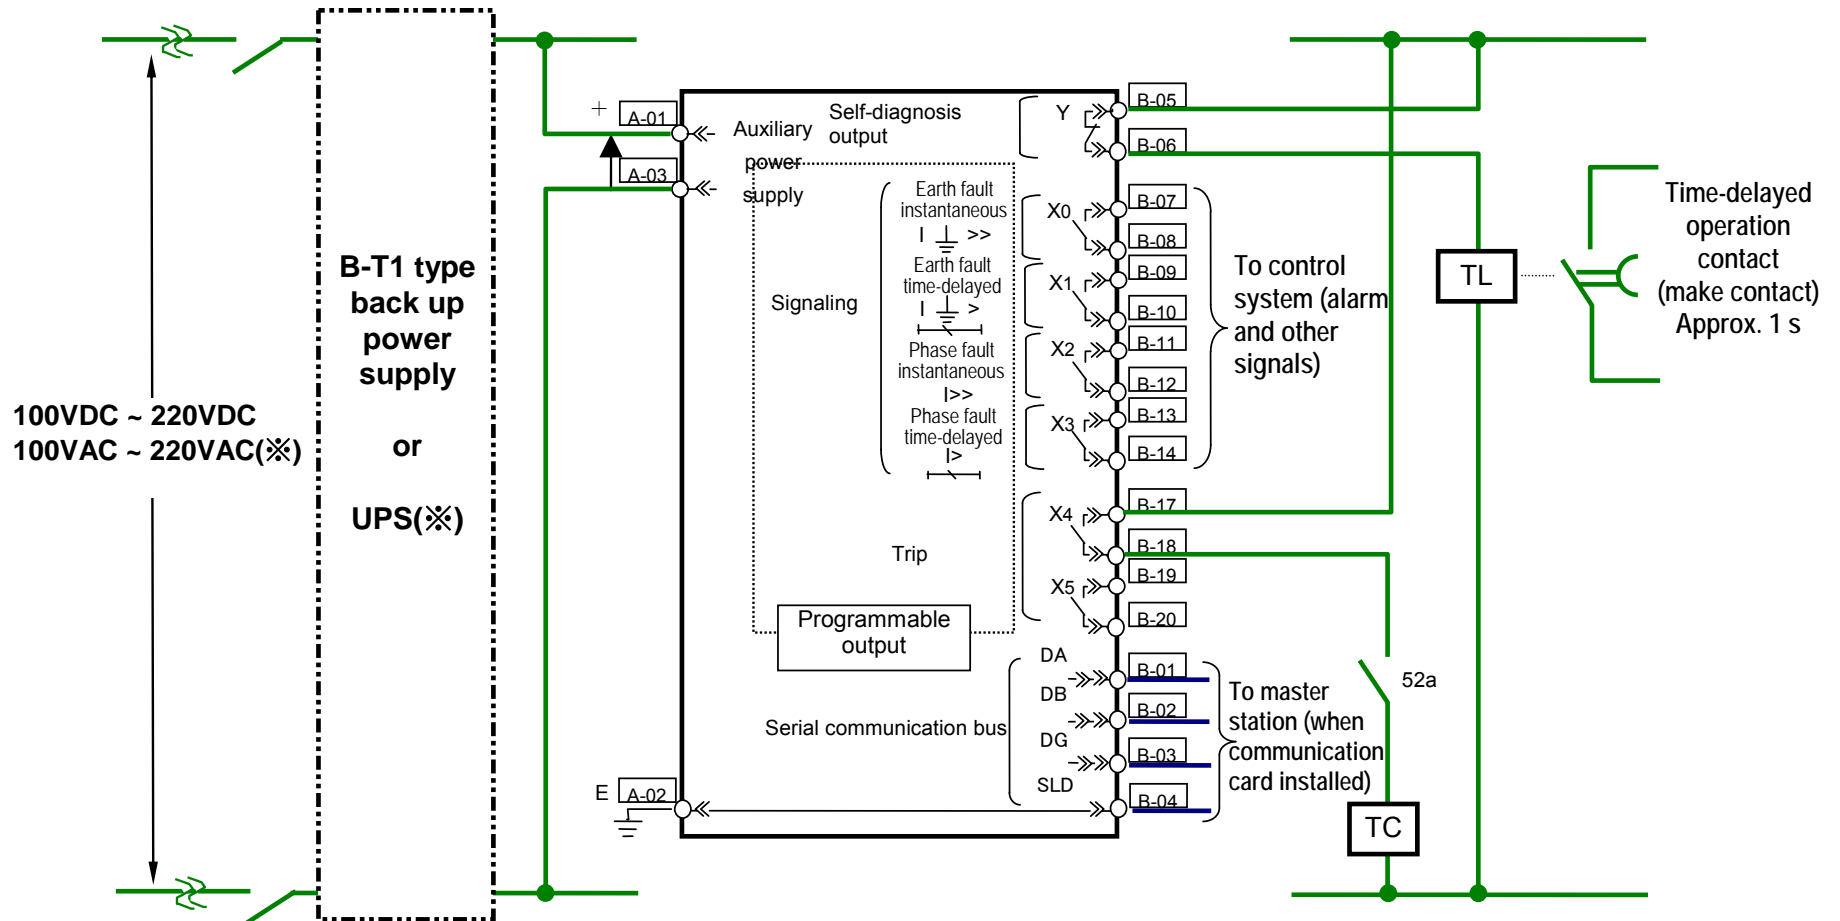 100VDC ~ 220VDC
100VAC ~ 220VAC(※)
B-T1 type
back up
power
supply
or
UPS(※)
+
A-01
A-03
E
A-02
Auxiliary
power
supply
Self-diagnosis
output
Signaling
Earth fault
instantaneous
I >>
Earth fault
time-delayed
I >
Phase fault
instantaneous
I>>
Phase fault
time-delayed
I>
Trip
Programmable
output
Serial communication bus
Y
X0
X1
X2
X3
X4
X5
DA
DB
DG
SLD
B-05
B-06
B-07
B-08
B-09
B-10
B-11
B-12
B-13
B-14
B-17
B-18
B-19
B-20
B-01
B-02
B-03
B-04
To control
system (alarm
and other
signals)
To master
station (when
communication
card installed)
52a
TC
TL
Time-delayed
operation
contact
(make contact)
Approx. 1 s